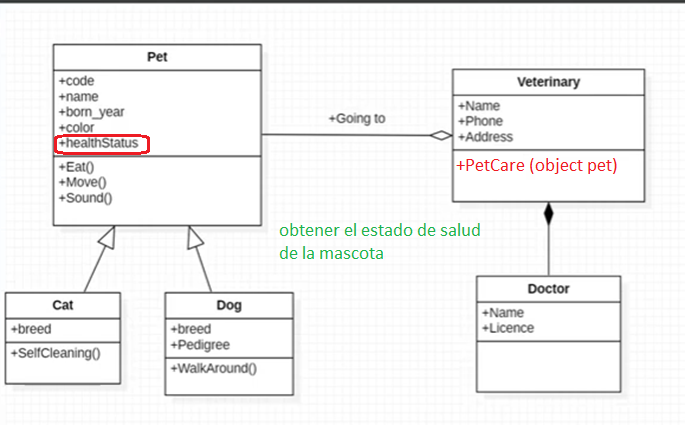 Pet
+code
+name
+born_year
+color
+healthStatus
+Eat()
+Move()
+Sound()
+Going to
Veterinary
+Name
+Phone
+Address
+PetCare (object pet)
obtener el estado de salud
de la mascota
Cat
+breed
+SelfCleaning()
Dog
+breed
+Pedigree
+WalkAround()
Doctor
+Name
+Licence